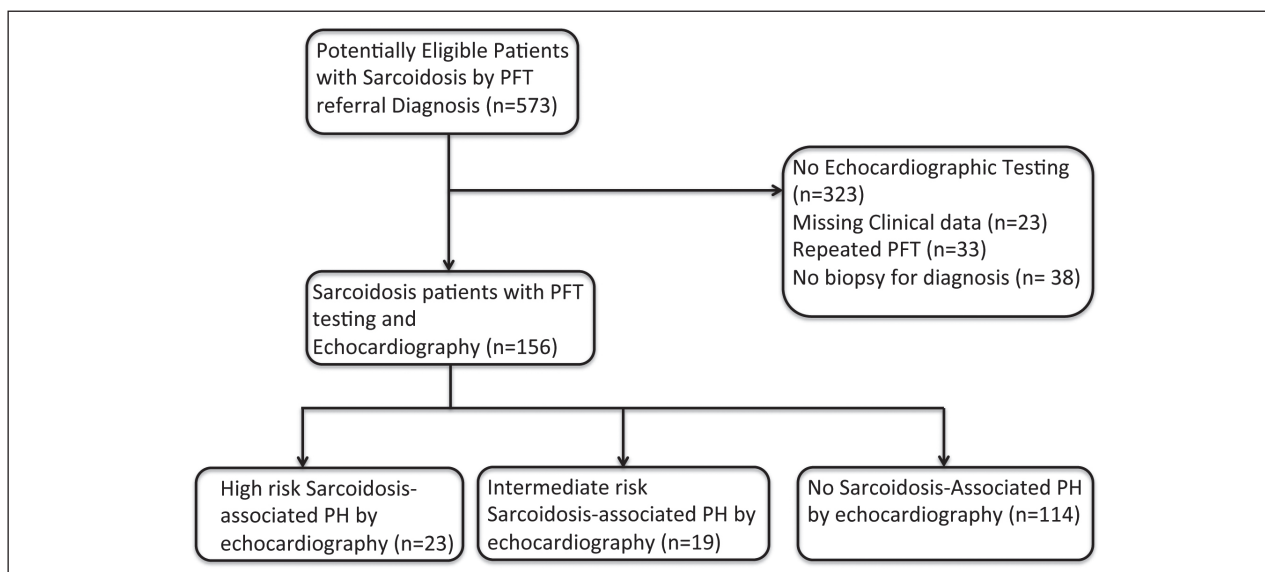 Potentially Eligible Patients
with Sarcoidosis by PFT
referral Diagnosis (n=573)
No Echocardiographic Testing
(n=323)
Missing Clinical data (n=23)
Repeated PFT (n=33)
No biopsy for diagnosis (n= 38)
Sarcoidosis patients with PFT
testing and
Echocardiography (n=156)
High risk Sarcoidosis-
associated PH by
echocardiography (n=23)
Intermediate risk
Sarcoidosis-associated PH by
echocardiography (n=19)
No Sarcoidosis-Associated PH
by echocardiography (n=114)